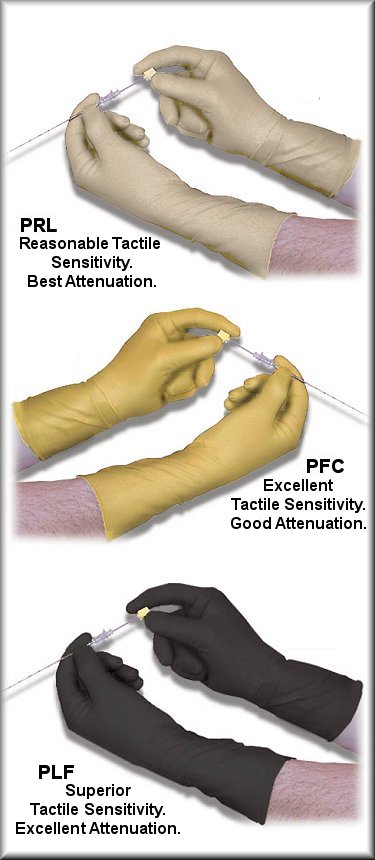 PRL
Reasonable Tactile
Sensitivity.
Best Attenuation.
PFC
Excellent
Tactile Sensitivity.
Good Attenuation.
PLF
Superior
Tactile Sensitivity.
Excellent Attenuation.